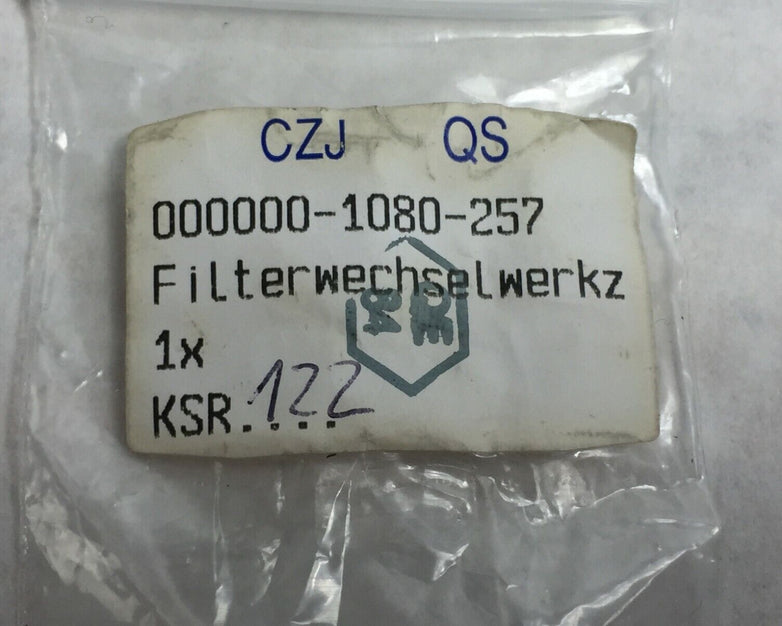 CZJ QS
000000-1080-257
Filterwechselwerkz
1x
KSR.122